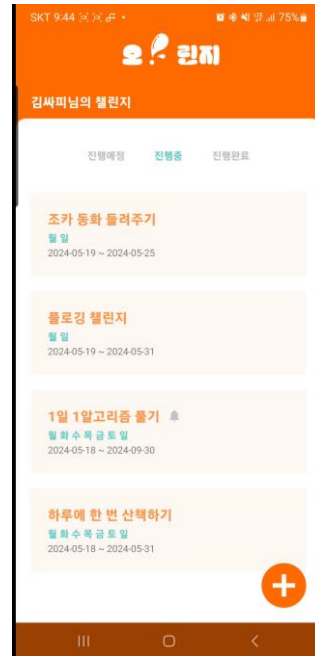 SKT 9:44
75%
오 린지
김싸피님의 챌린지
진행예정 진행중 진행완료
조카 동화 들려주기
월 일
2024-05-19 ~ 2024-05-25
플로깅 챌린지
월 일
2024-05-19 ~ 2024-05-31
1일 1알고리즘 풀기
월 화 수 목 금 토 일
2024-05-18 ~ 2024-09-30
하루에 한 번 산책하기
월 화 수 목 금 토 일
2024-05-18 ~ 2024-05-31